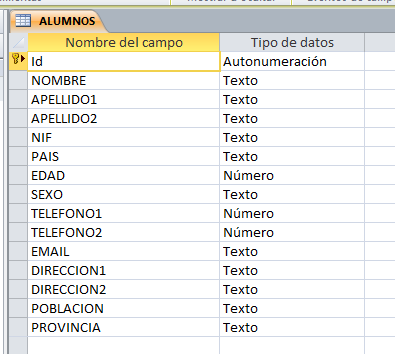 ALUMNOS
Nombre del campo Tipo de datos
Id Autonumeración
NOMBRE Texto
APELLIDO1 Texto
APELLIDO2 Texto
NIF Texto
PAIS Texto
EDAD Número
SEXO Texto
TELEFONO1 Número
TELEFONO2 Número
EMAIL Texto
DIRECCION1 Texto
DIRECCION2 Texto
POBLACION Texto
PROVINCIA Texto